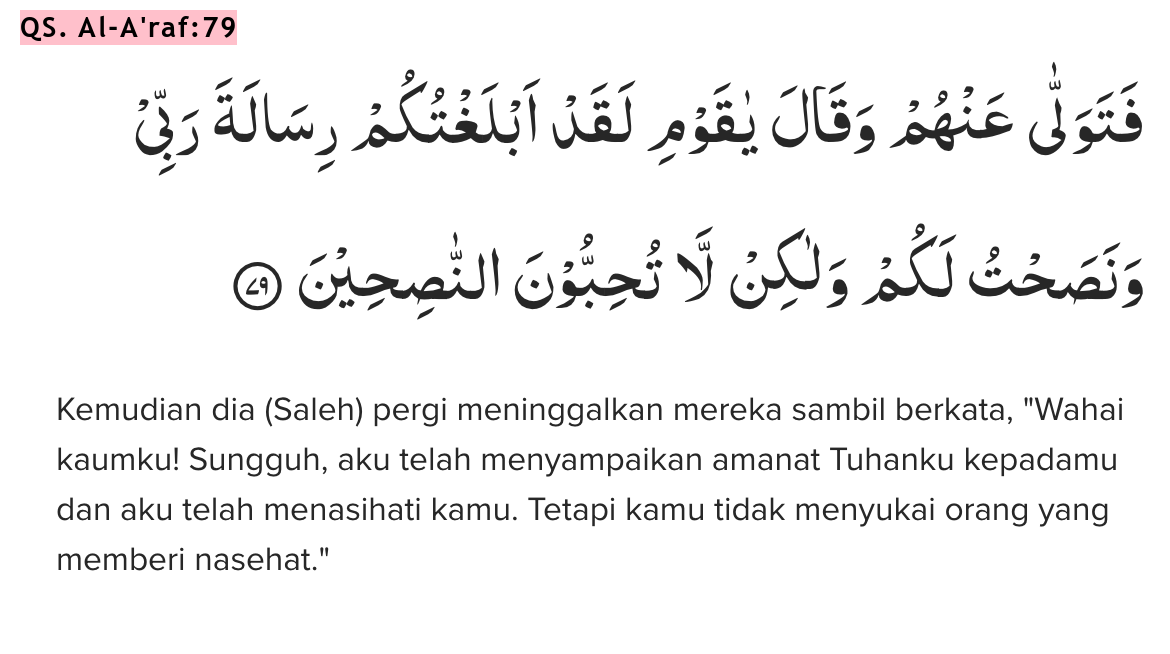 QS. Al-A'raf:79
فَتَوَلّٰى عَنْهُمْ وَقَالَ يٰقَوْمِ لَقَدْ اَبْلَغْتُكُمْ رِسَالَةَ رَبِّيْ
وَنَصَحْتُ لَكُمْ وَلٰكِنْ لَّا تُحِبُّوْنَ النّٰصِحِيْنَ ٧٩
Kemudian dia (Saleh) pergi meninggalkan mereka sambil berkata, "Wahai
kaumku! Sungguh, aku telah menyampaikan amanat Tuhanku kepadamu
dan aku telah menasihati kamu. Tetapi kamu tidak menyukai orang yang
memberi nasehat."